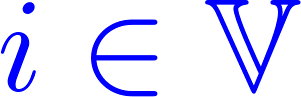 i ∈ 𝕍